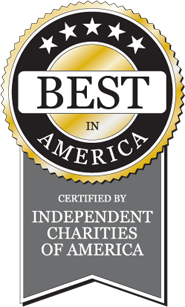 BEST
IN
AMERICA
CERTIFIED BY
INDEPENDENT
CHARITIES
OF AMERICA